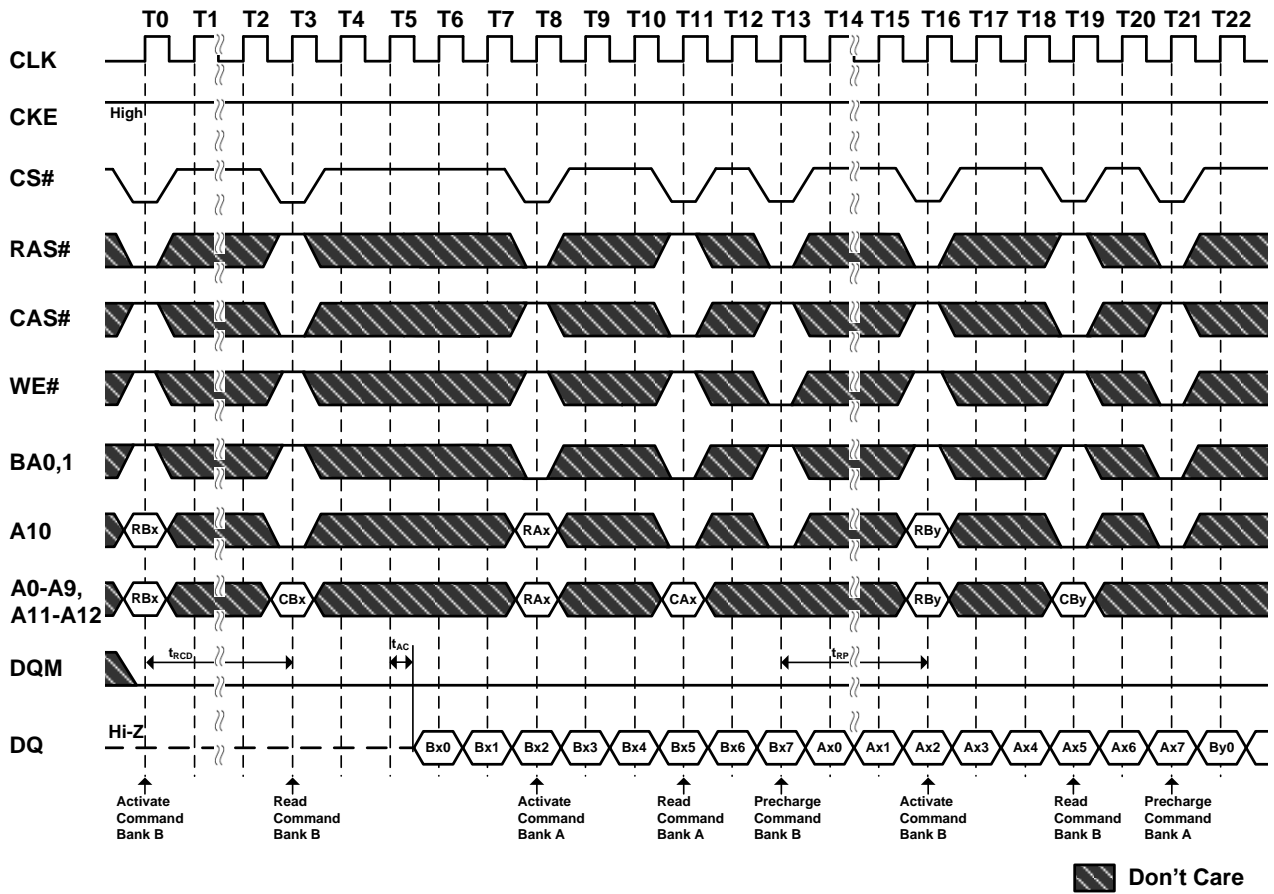 T0 T1 T2 T3 T4 T5 T6 T7 T8 T9 T10 T11 T12 T13 T14 T15 T16 T17 T18 T19 T20 T21 T22
CLK
CKE
High
CS#
RAS#
CAS#
WE#
BA0,1
A10
RBx RAx RBy
A0-A9,
A11-A12
RBx CBx RAx CAx RBy CBy
DQM
tRCD
tAC
tRP
DQ
Hi-Z
Bx0 Bx1 Bx2 Bx3 Bx4 Bx5 Bx6 Bx7 Ax0 Ax1 Ax2 Ax3 Ax4 Ax5 Ax6 Ax7 By0
Activate
Command
Bank B
Read
Command
Bank B
Activate
Command
Bank A
Read
Command
Bank A
Precharge
Command
Bank B
Activate
Command
Bank B
Read
Command
Bank B
Precharge
Command
Bank A
Don't Care